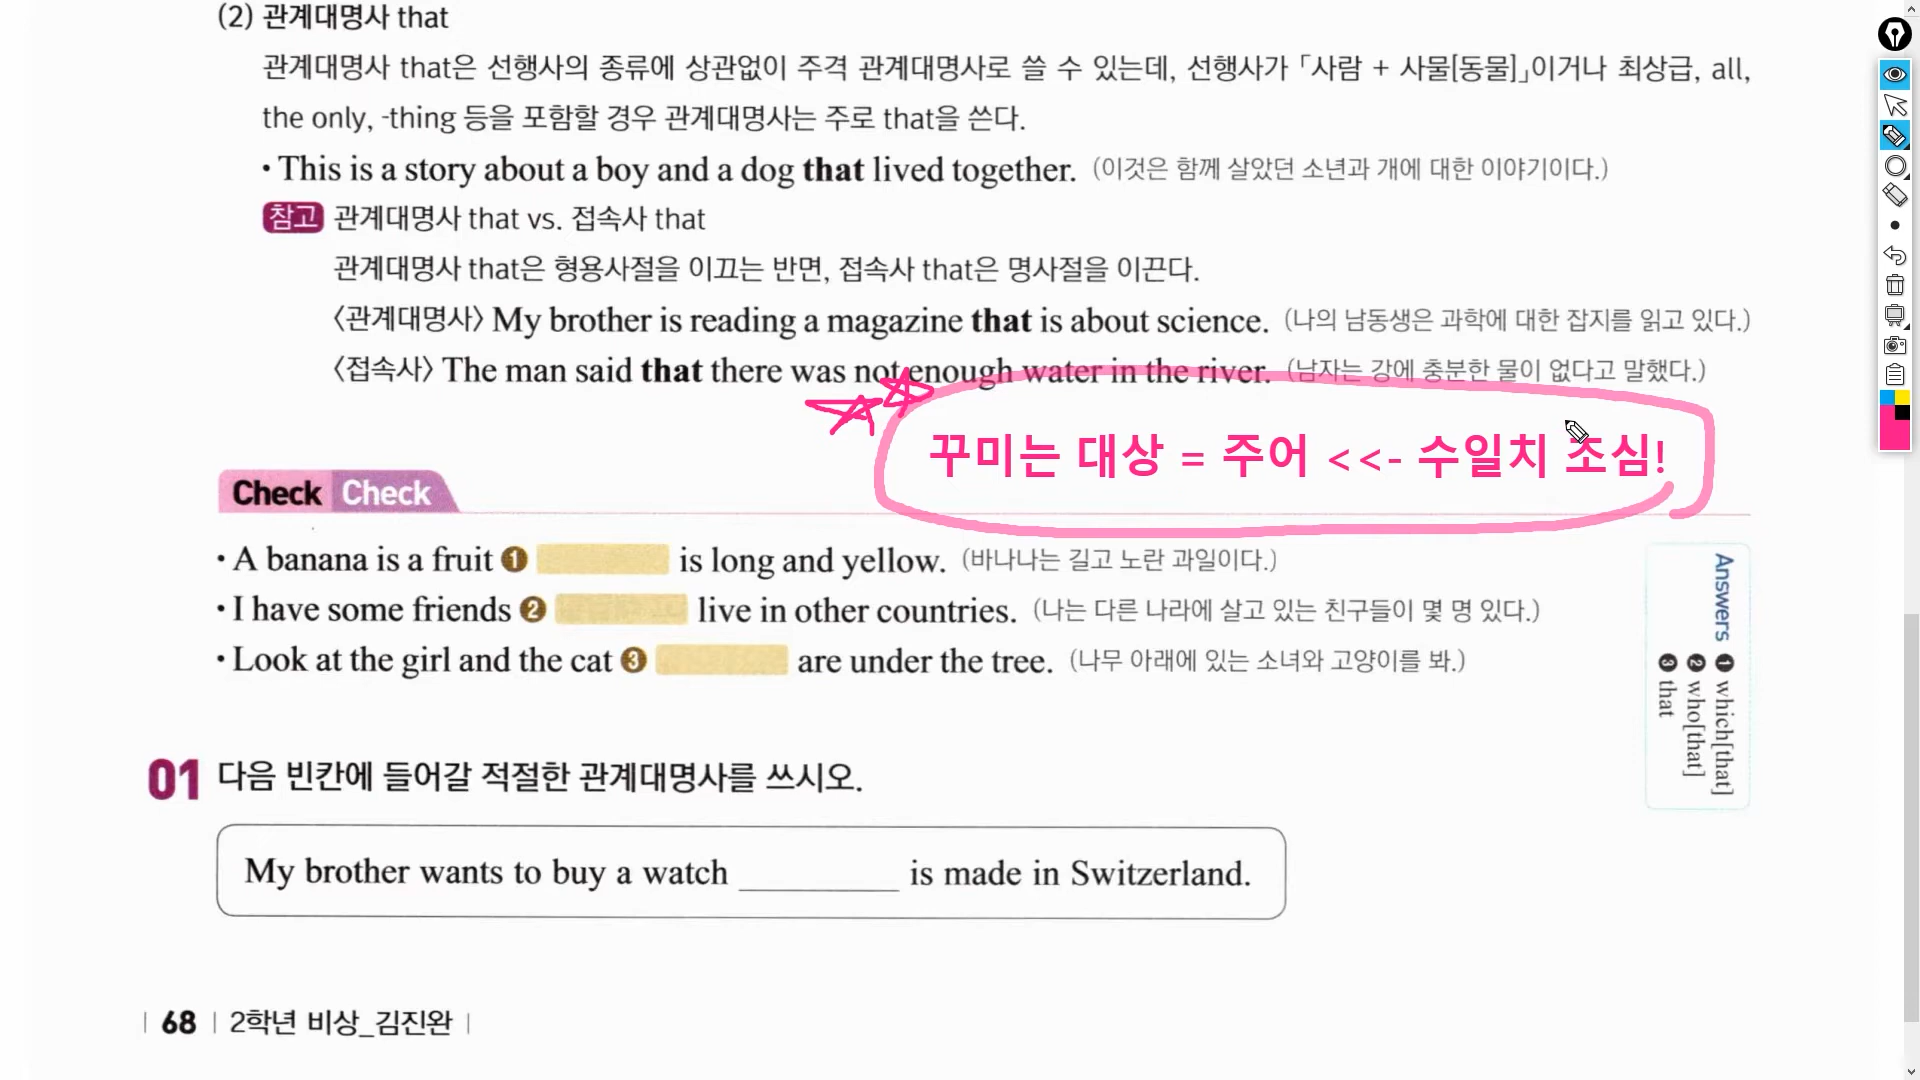 (2) 관계대명사 that
관계대명사 that은 선행사의 종류에 상관없이 주격 관계대명사로 쓸 수 있는데, 선행사가 「사람 + 사물[동물]」이거나 최상급, all,
the only, -thing 등을 포함할 경우 관계대명사는 주로 that을 쓴다.
• This is a story about a boy and a dog that lived together. (이것은 함께 살았던 소년과 개에 대한 이야기이다.)
참고 관계대명사 that vs. 접속사 that
관계대명사 that은 형용사절을 이끄는 반면, 접속사 that은 명사절을 이끈다.
〈관계대명사〉 My brother is reading a magazine that is about science. (나의 남동생은 과학에 대한 잡지를 읽고 있다.)
〈접속사〉 The man said that there was not enough water in the river. (남자는 강에 충분한 물이 없다고 말했다.)
꾸미는 대상 = 주어 <<- 수일치 조심!
Check Check
• A banana is a fruit ❶ is long and yellow. (바나나는 길고 노란 과일이다.)
• I have some friends ❷ live in other countries. (나는 다른 나라에 살고 있는 친구들이 몇 명 있다.)
• Look at the girl and the cat ❸ are under the tree. (나무 아래에 있는 소녀와 고양이를 봐.)
Answers ❶ which[that]
❷ who[that]
❸ that
01 다음 빈칸에 들어갈 적절한 관계대명사를 쓰시오.
My brother wants to buy a watch __________ is made in Switzerland.
| 68 | 2학년 비상_김진완 |